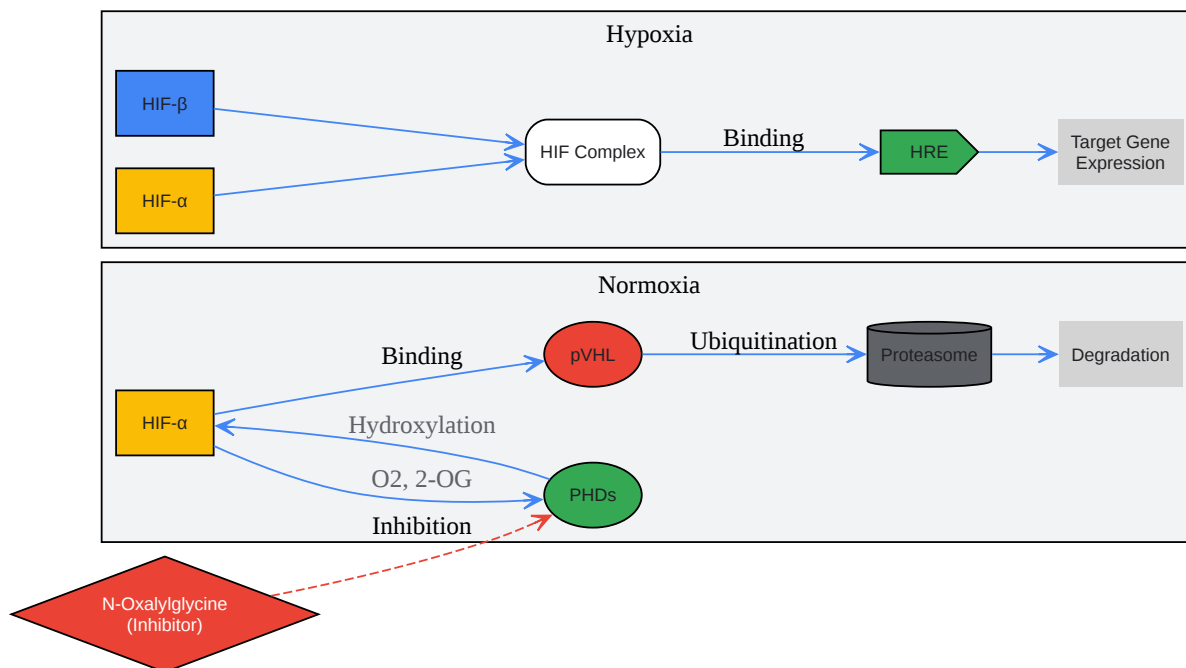 Hypoxia
HIF-β
HIF-α
HIF Complex
Binding
HRE
Target Gene
Expression
Normoxia
HIF-α
Binding
pVHL
Ubiquitination
Proteasome
Degradation
Hydroxylation
O2, 2-OG
PHDs
Inhibition
N-Oxalylglycine
(Inhibitor)